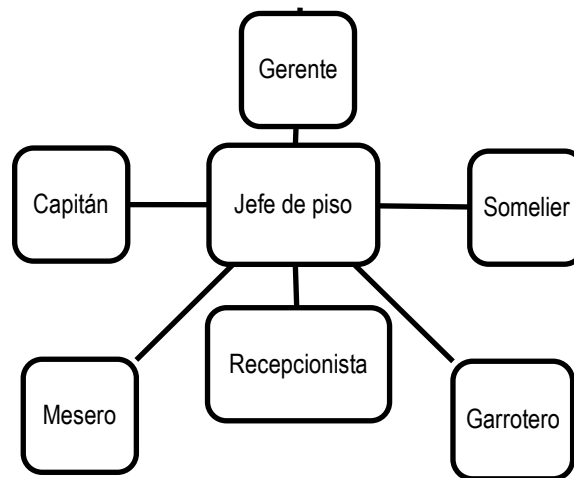 Gerente
Capitán
Jefe de piso
Somelier
Mesero
Recepcionista
Garrotero